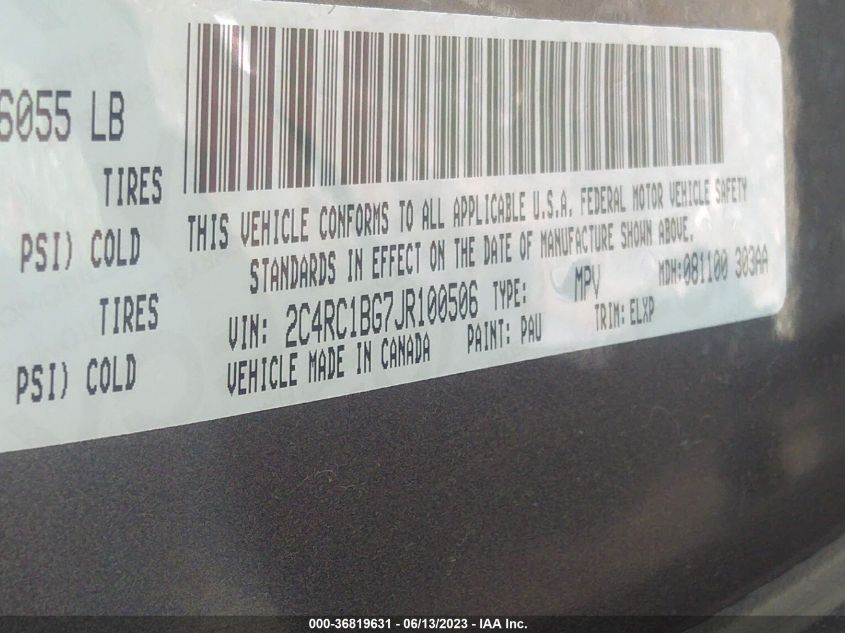 6055 LB
TIRES
PSI) COLD
TIRES
PSI) COLD
THIS VEHICLE CONFORMS TO ALL APPLICABLE U.S.A. FEDERAL MOTOR VEHICLE SAFETY
STANDARDS IN EFFECT ON THE DATE OF MANUFACTURE SHOWN ABOVE.
VIN: 2C4RC1BG7JR100506 TYPE: MPV MDH: 081100 303AA
VEHICLE MADE IN CANADA PAINT: PAU TRIM: ELXP
000-36819631 - 06/13/2023 - IAA Inc.